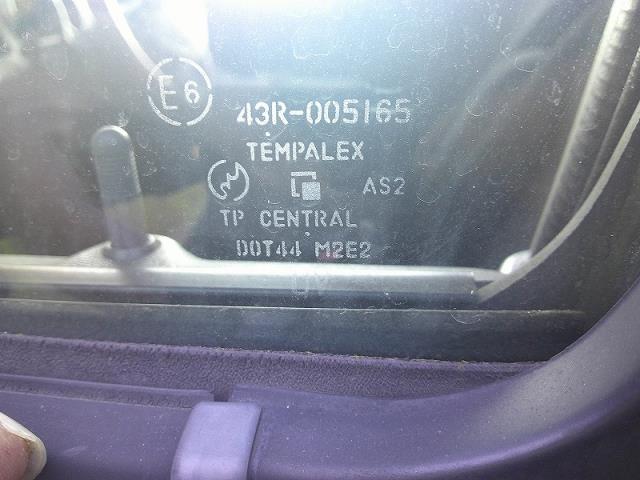 E6
43R-005165
TEMPALEX
AS2
TP CENTRAL
DOT44 M2E2